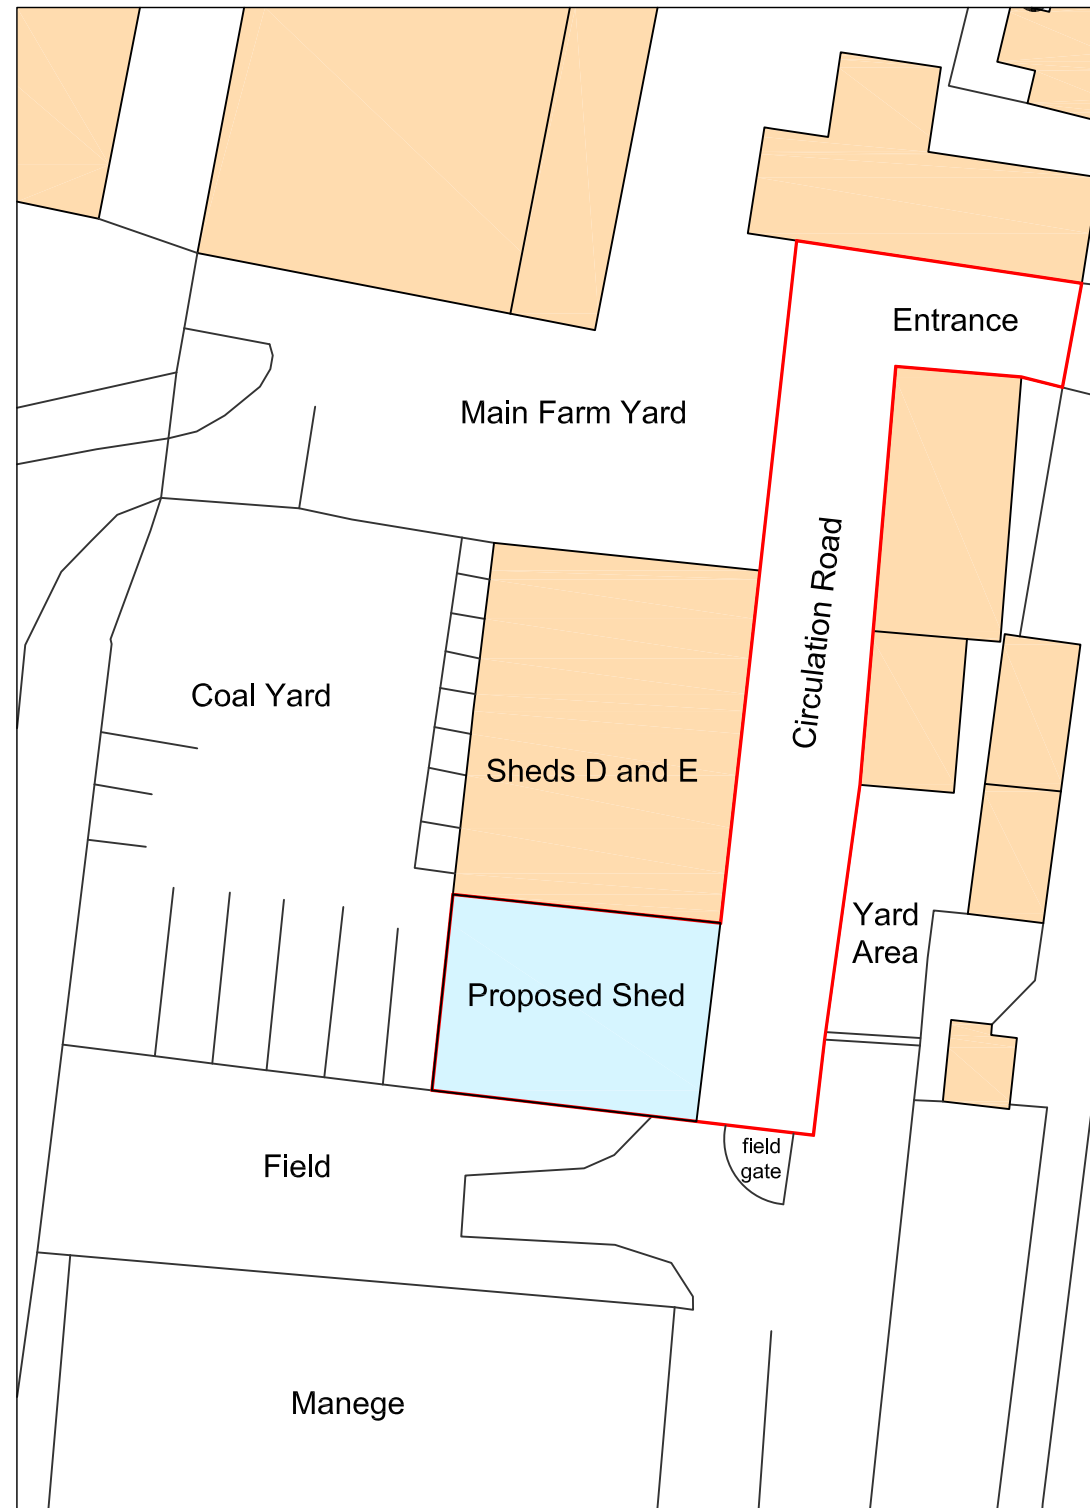 Entrance
Main Farm Yard
Circulation Road
Coal Yard
Sheds D and E
Yard
Area
Proposed Shed
field
gate
Field
Manege